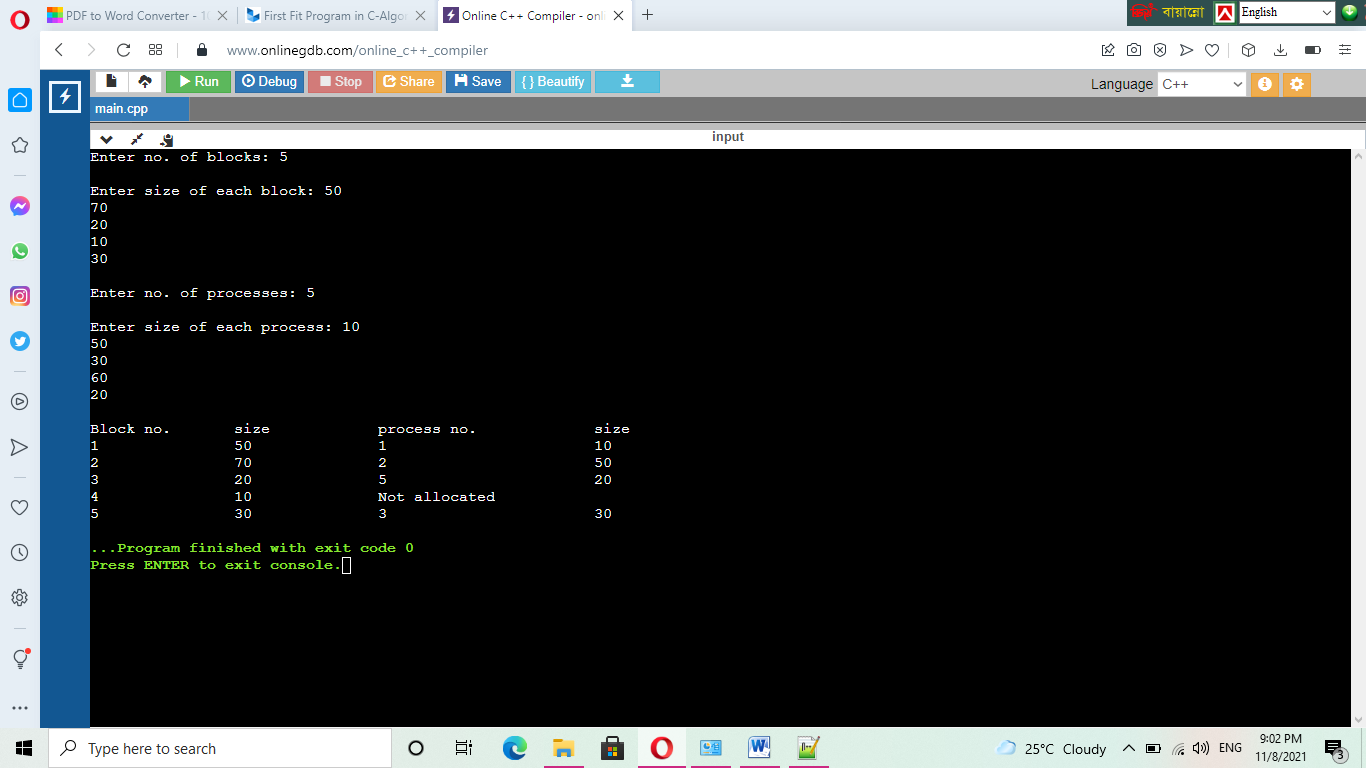 PDF to Word Converter - 10
First Fit Program in C-Algor
Online C++ Compiler - onli
বায়ান্নো
English
www.onlinegdb.com/online_c++_compiler
Run
Debug
Stop
Share
Save
{ } Beautify
Language C++
main.cpp
input
Enter no. of blocks: 5
Enter size of each block: 50
70
20
10
30
Enter no. of processes: 5
Enter size of each process: 10
50
30
60
20
Block no. size process no. size
1 50 1 10
2 70 2 50
3 20 5 20
4 10 Not allocated
5 30 3 30
...Program finished with exit code 0
Press ENTER to exit console.
Type here to search
25°C Cloudy
ENG
9:02 PM
11/8/2021
3